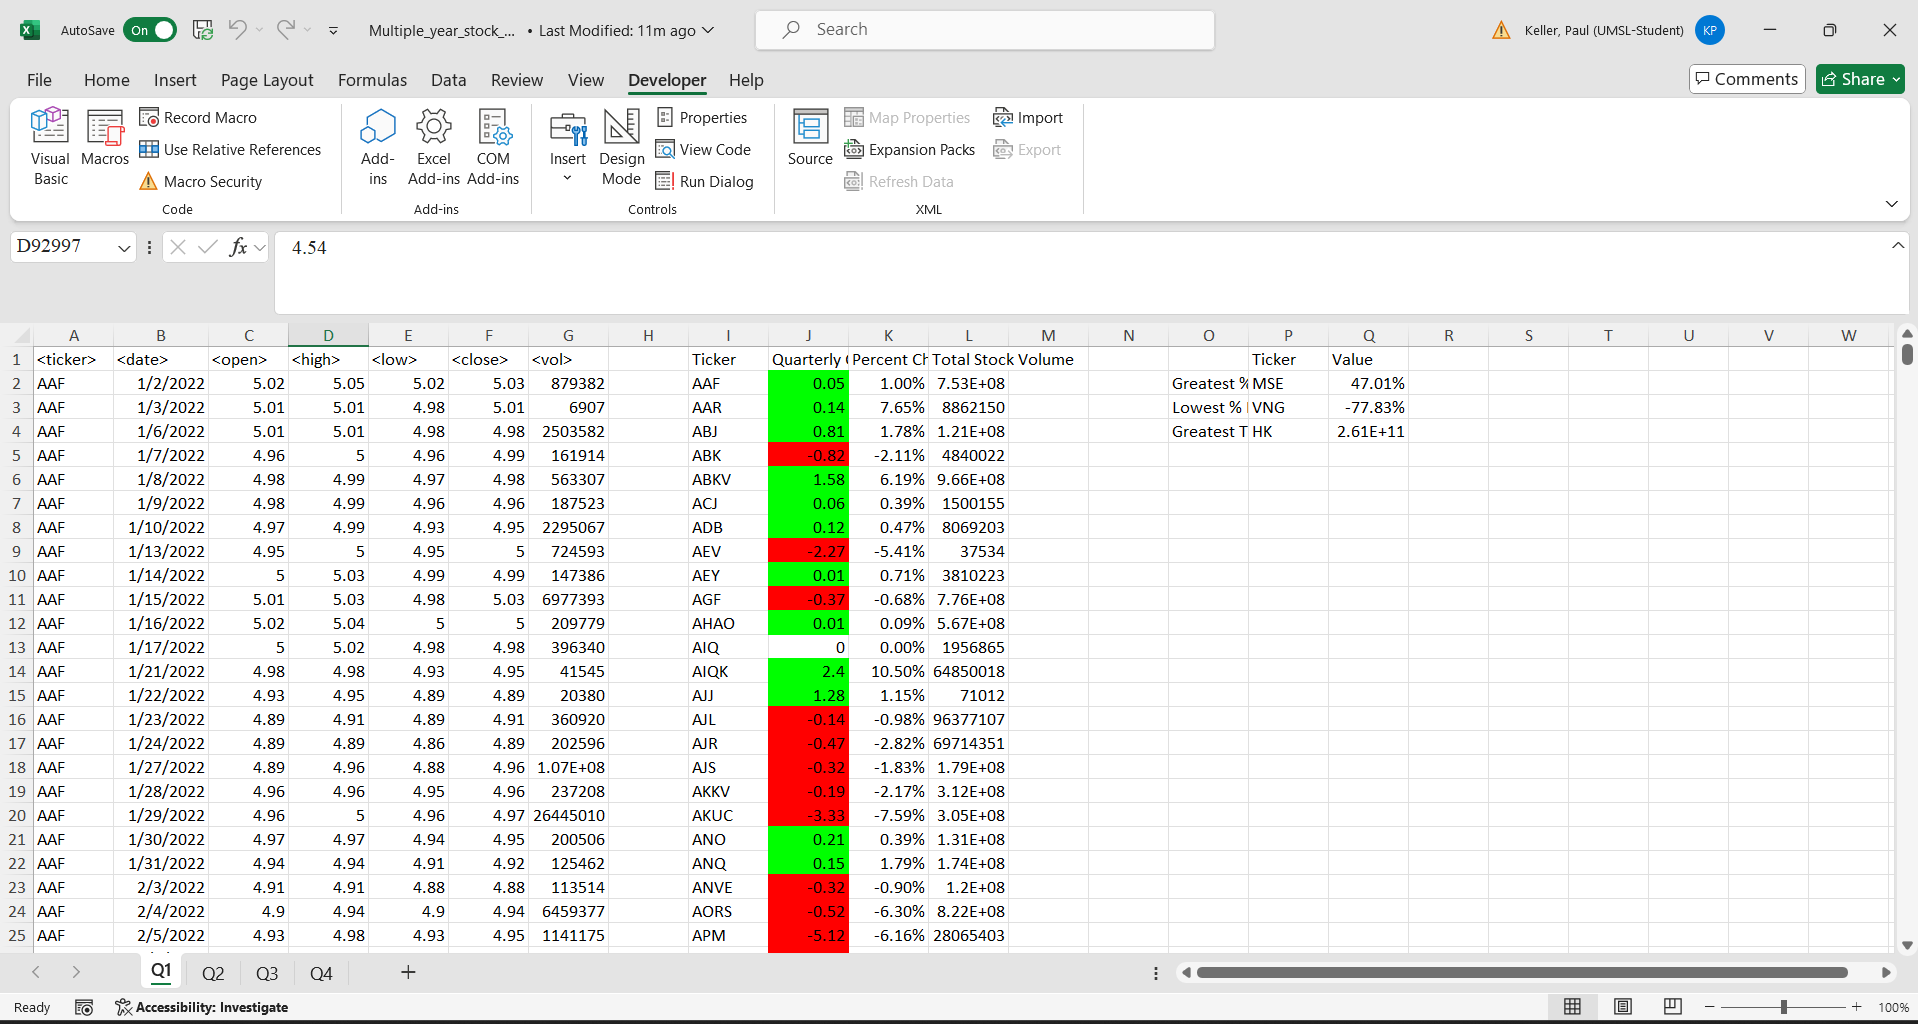 AutoSave On Multiple_year_stock_... • Last Modified: 11m ago Search Keller, Paul (UMSL-Student) KP
File Home Insert Page Layout Formulas Data Review View Developer Help Comments Share
Visual Basic Macros Record Macro Use Relative References Macro Security Code
Add-ins Excel Add-ins COM Add-ins Add-ins
Insert Design Mode Properties View Code Run Dialog Controls
Source Map Properties Expansion Packs Refresh Data Import Export XML
D92997 fx 4.54
A B C D E F G H I J K L M N O P Q R S T U V W
1 <ticker> <date> <open> <high> <low> <close> <vol> Ticker Quarterly Percent Ch Total Stock Volume Ticker Value
2 AAF 1/2/2022 5.02 5.05 5.02 5.03 879382 AAF 0.05 1.00% 7.53E+08 Greatest % MSE 47.01%
3 AAF 1/3/2022 5.01 5.01 4.98 5.01 6907 AAR 0.14 7.65% 8862150 Lowest % VNG -77.83%
4 AAF 1/6/2022 5.01 5.01 4.98 4.98 2503582 ABJ 0.81 1.78% 1.21E+08 Greatest T HK 2.61E+11
5 AAF 1/7/2022 4.96 5 4.96 4.99 161914 ABK -0.82 -2.11% 4840022
6 AAF 1/8/2022 4.98 4.99 4.97 4.98 563307 ABKV 1.58 6.19% 9.66E+08
7 AAF 1/9/2022 4.98 4.99 4.96 4.96 187523 ACJ 0.06 0.39% 1500155
8 AAF 1/10/2022 4.97 4.99 4.93 4.95 2295067 ADB 0.12 0.47% 8069203
9 AAF 1/13/2022 4.95 5 4.95 5 724593 AEV -2.27 -5.41% 37534
10 AAF 1/14/2022 5 5.03 4.99 4.99 147386 AEY 0.01 0.71% 3810223
11 AAF 1/15/2022 5.01 5.03 4.98 5.03 6977393 AGF -0.37 -0.68% 7.76E+08
12 AAF 1/16/2022 5.02 5.04 5 5 209779 AHAO 0.01 0.09% 5.67E+08
13 AAF 1/17/2022 5 5.02 4.98 4.98 396340 AIQ 0 0.00% 1956865
14 AAF 1/21/2022 4.98 4.98 4.93 4.95 41545 AIQK 2.4 10.50% 64850018
15 AAF 1/22/2022 4.93 4.95 4.89 4.89 20380 AJJ 1.28 1.15% 71012
16 AAF 1/23/2022 4.89 4.91 4.89 4.91 360920 AJL -0.14 -0.98% 96377107
17 AAF 1/24/2022 4.89 4.89 4.86 4.89 202596 AJR -0.47 -2.82% 69714351
18 AAF 1/27/2022 4.89 4.96 4.88 4.96 1.07E+08 AJS -0.32 -1.83% 1.79E+08
19 AAF 1/28/2022 4.96 4.96 4.95 4.96 237208 AKKV -0.19 -2.17% 3.12E+08
20 AAF 1/29/2022 4.96 5 4.96 4.97 26445010 AKUC -3.33 -7.59% 3.05E+08
21 AAF 1/30/2022 4.97 4.97 4.94 4.95 200506 ANO 0.21 0.39% 1.31E+08
22 AAF 1/31/2022 4.94 4.94 4.91 4.92 125462 ANQ 0.15 1.79% 1.74E+08
23 AAF 2/3/2022 4.91 4.91 4.88 4.88 113514 ANVE -0.32 -0.90% 1.2E+08
24 AAF 2/4/2022 4.9 4.94 4.9 4.94 6459377 AORS -0.52 -6.30% 8.22E+08
25 AAF 2/5/2022 4.93 4.98 4.93 4.95 1141175 APM -5.12 -6.16% 28065403
Q1 Q2 Q3 Q4
Ready Accessibility: Investigate 100%